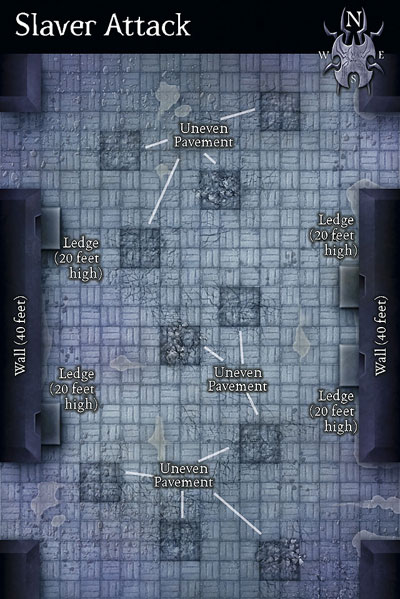 Slaver Attack
N
W
E
S
Uneven
Pavement
Ledge
(20 feet
high)
Ledge
(20 feet
high)
Wall (40 feet)
Wall (40 feet)
Ledge
(20 feet
high)
Uneven
Pavement
Ledge
(20 feet
high)
Uneven
Pavement